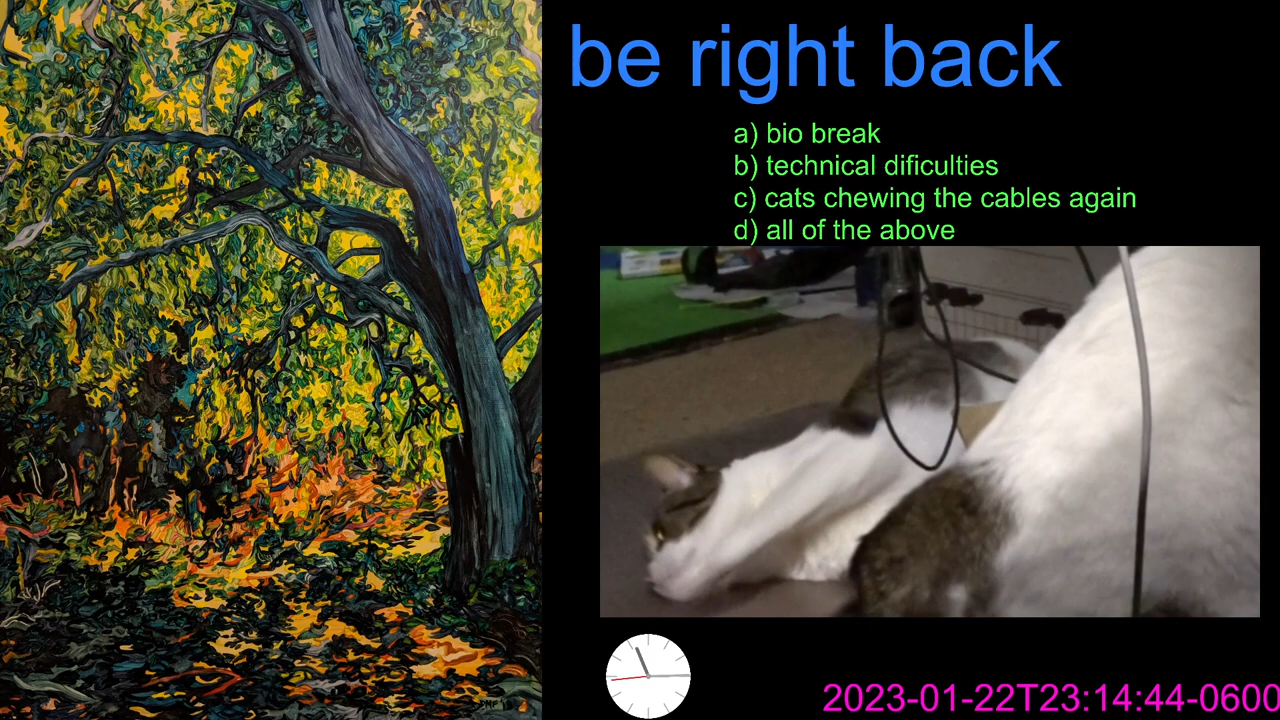 be right back
a) bio break
b) technical dificulties
c) cats chewing the cables again
d) all of the above
2023-01-22T23:14:44-0600